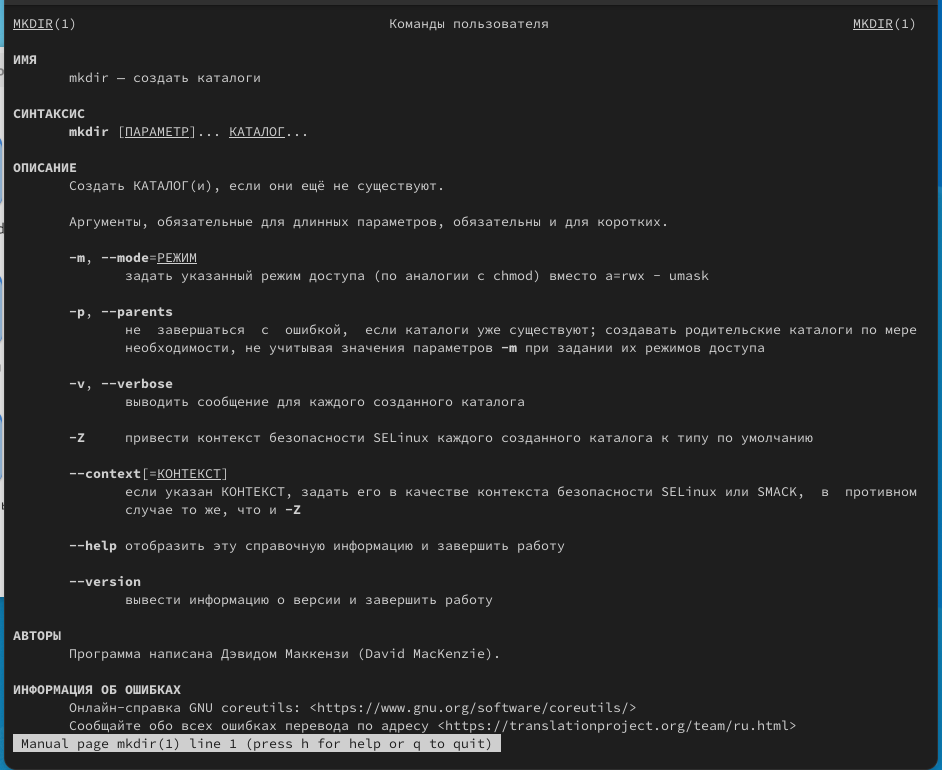 MKDIR(1) Команды пользователя MKDIR(1)
ИМЯ
mkdir — создать каталоги
СИНТАКСИС
mkdir [ПАРАМЕТР]... КАТАЛОГ...
ОПИСАНИЕ
Создать КАТАЛОГ(и), если они ещё не существуют.
Аргументы, обязательные для длинных параметров, обязательны и для коротких.
-m, --mode=РЕЖИМ
задать указанный режим доступа (по аналогии с chmod) вместо a=rwx - umask
-p, --parents
не завершаться с ошибкой, если каталоги уже существуют; создавать родительские каталоги по мере
необходимости, не учитывая значения параметров -m при задании их режимов доступа
-v, --verbose
выводить сообщение для каждого созданного каталога
-Z привести контекст безопасности SELinux каждого созданного каталога к типу по умолчанию
--context[=КОНТЕКСТ]
если указан КОНТЕКСТ, задать его в качестве контекста безопасности SELinux или SMACK, в противном
случае то же, что и -Z
--help отобразить эту справочную информацию и завершить работу
--version
вывести информацию о версии и завершить работу
АВТОРЫ
Программа написана Дэвидом Маккензи (David MacKenzie).
ИНФОРМАЦИЯ ОБ ОШИБКАХ
Онлайн-справка GNU coreutils: <https://www.gnu.org/software/coreutils/>
Сообщайте обо всех ошибках перевода по адресу <https://translationproject.org/team/ru.html>
Manual page mkdir(1) line 1 (press h for help or q to quit)